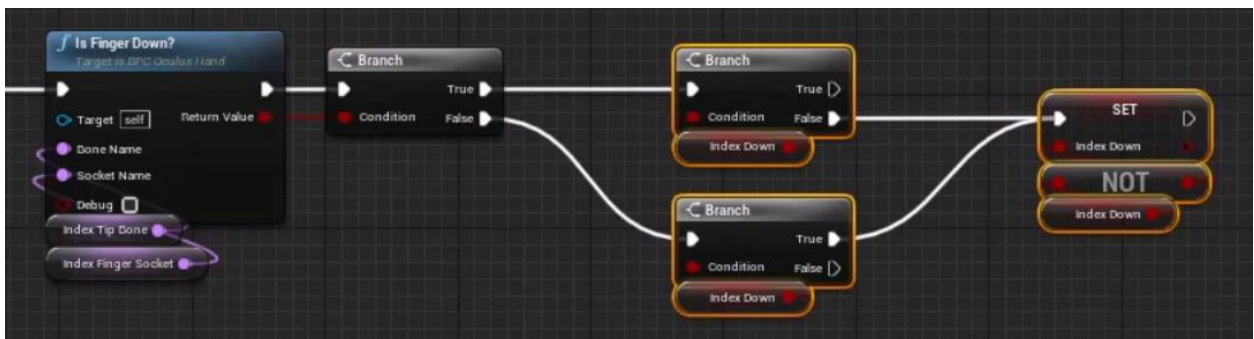 f Is Finger Down?
Target is BPC Oculus Hand
Target self
Return Value
Bone Name
Socket Name
Debug
Index Tip Bone
Index Finger Socket
Branch
True
Condition
False
Branch
True
Condition
False
Index Down
Branch
True
Condition
False
Index Down
SET
Index Down
NOT
Index Down